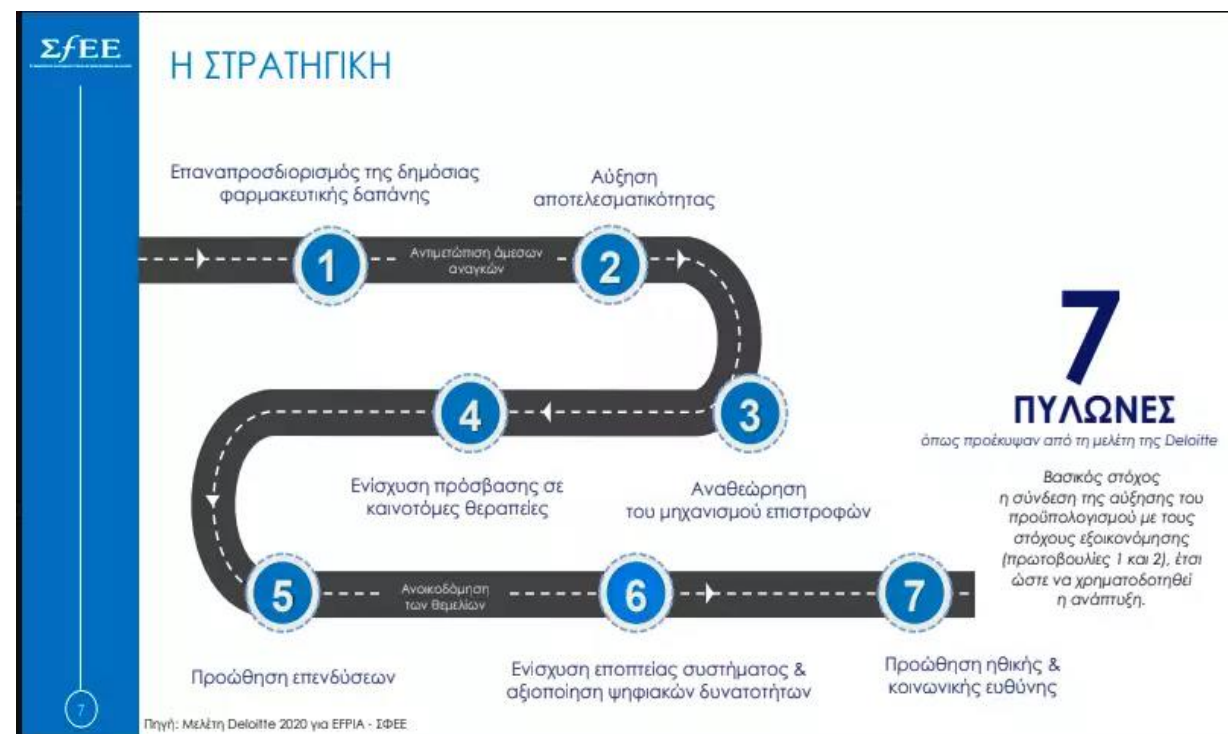 ΣfΕΕ
Η ΣΤΡΑΤΗΓΙΚΗ
Επαναπροσδιορισμός της δημόσιας
φαρμακευτικής δαπάνης
Αύξηση
αποτελεσματικότητας
1
Αντιμετώπιση άμεσων
αναγκών
2
4
3
Ενίσχυση πρόσβασης σε
καινοτόμες θεραπείες
Αναθεώρηση
του μηχανισμού επιστροφών
5
Ανοικοδόμηση
των θεμελίων
6
7
Προώθηση επενδύσεων
Ενίσχυση εποπτείας συστήματος &
αξιοποίηση ψηφιακών δυνατοτήτων
Προώθηση ηθικής &
κοινωνικής ευθύνης
7
ΠΥΛΩΝΕΣ
όπως προέκυψαν από τη μελέτη της Deloitte
Βασικός στόχος
η σύνδεση της αύξησης του
προϋπολογισμού με τους
στόχους εξοικονόμησης
(πρωτοβουλίες 1 και 2), έτσι
ώστε να χρηματοδοτηθεί
η ανάπτυξη.
7
Πηγή: Μελέτη Deloitte 2020 για EFPIA - ΣΦΕΕ